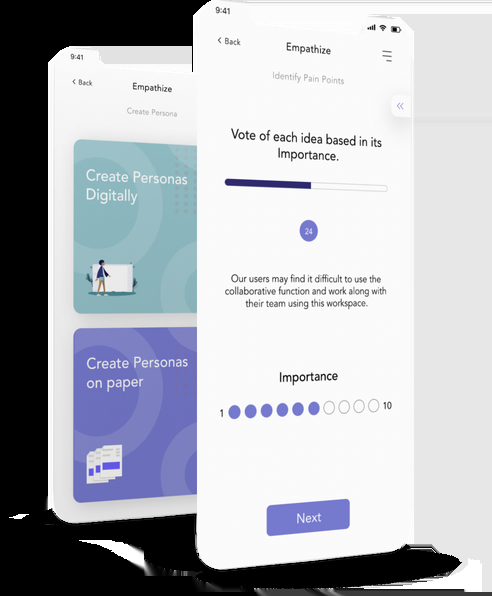 9:41
Back
Empathize
Create Persona
Create Personas
Digitally
Create Personas
on paper
9:41
Back
Empathize
Identify Pain Points
Vote of each idea based in its
Importance.
24
Our users may find it difficult to use the
collaborative function and work along with
their team using this workspace.
Importance
1 10
Next